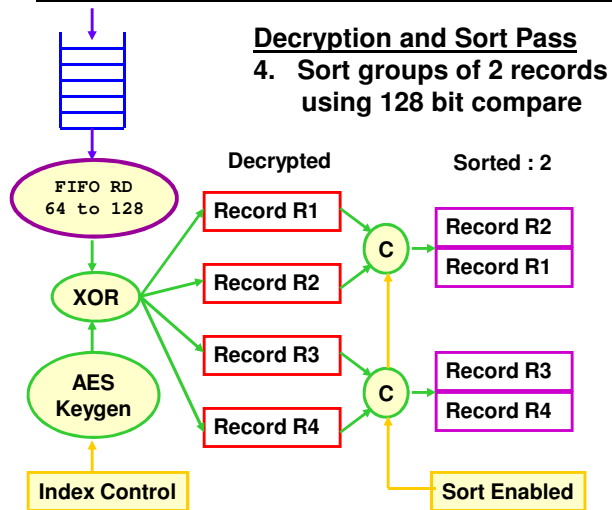 Decryption and Sort Pass
4. Sort groups of 2 records
using 128 bit compare
Decrypted
Sorted : 2
FIFO RD
64 to 128
Record R1
Record R2
C
Record R2
Record R1
XOR
Record R3
Record R4
C
Record R3
Record R4
AES
Keygen
Index Control
Sort Enabled